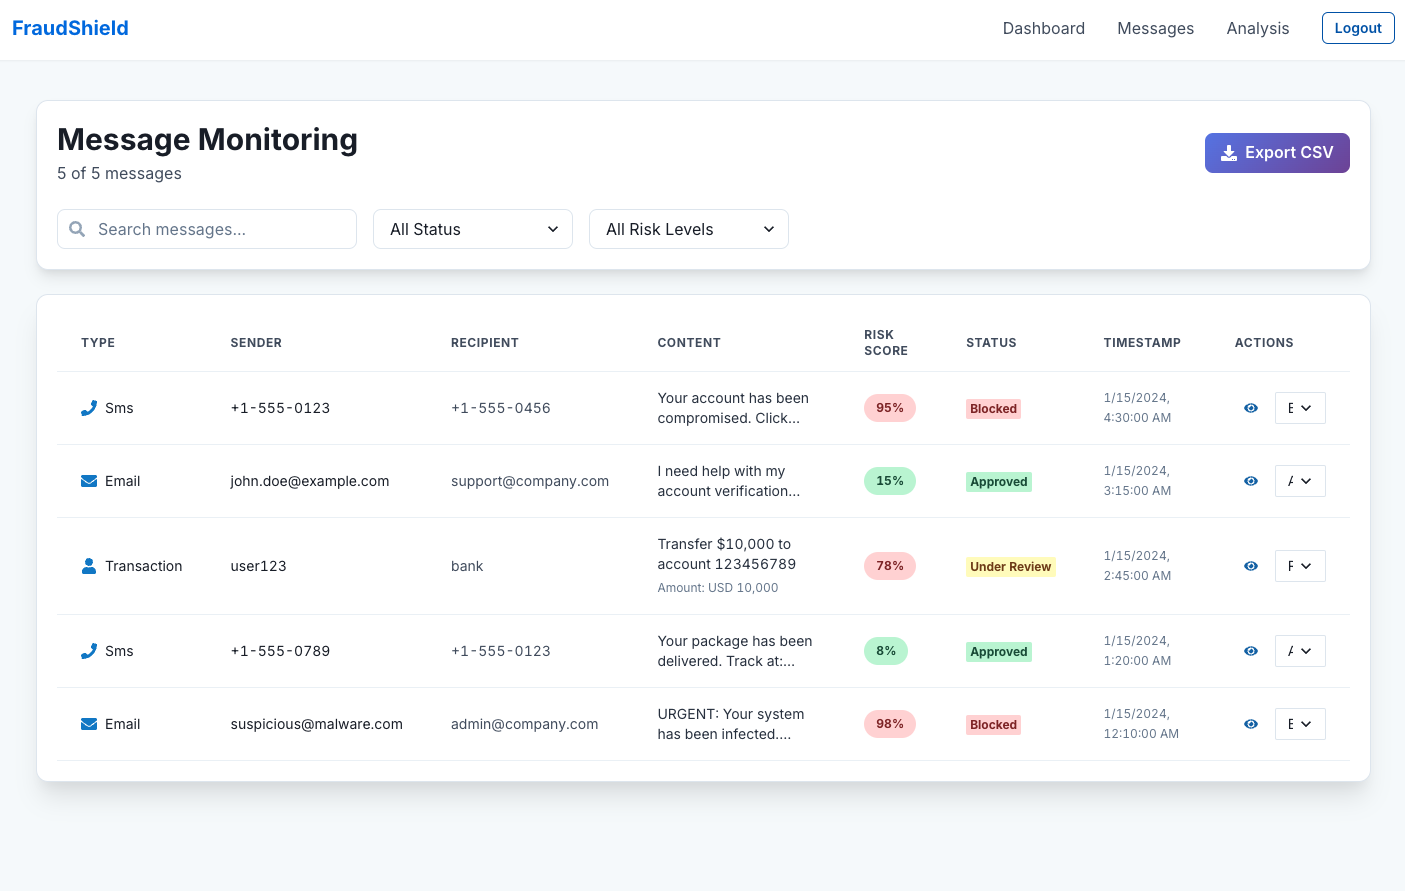 FraudShield
Dashboard
Messages
Analysis
Logout
Message Monitoring
5 of 5 messages
Export CSV
Search messages...
All Status
All Risk Levels
TYPE SENDER RECIPIENT CONTENT RISK SCORE STATUS TIMESTAMP ACTIONS
Sms
+1-555-0123
+1-555-0456
Your account has been
compromised. Click...
95%
Blocked
1/15/2024,
4:30:00 AM
Email
john.doe@example.com
support@company.com
I need help with my
account verification...
15%
Approved
1/15/2024,
3:15:00 AM
Transaction
user123
bank
Transfer $10,000 to
account 123456789
Amount: USD 10,000
78%
Under Review
1/15/2024,
2:45:00 AM
Sms
+1-555-0789
+1-555-0123
Your package has been
delivered. Track at:...
8%
Approved
1/15/2024,
1:20:00 AM
Email
suspicious@malware.com
admin@company.com
URGENT: Your system
has been infected....
98%
Blocked
1/15/2024,
12:10:00 AM